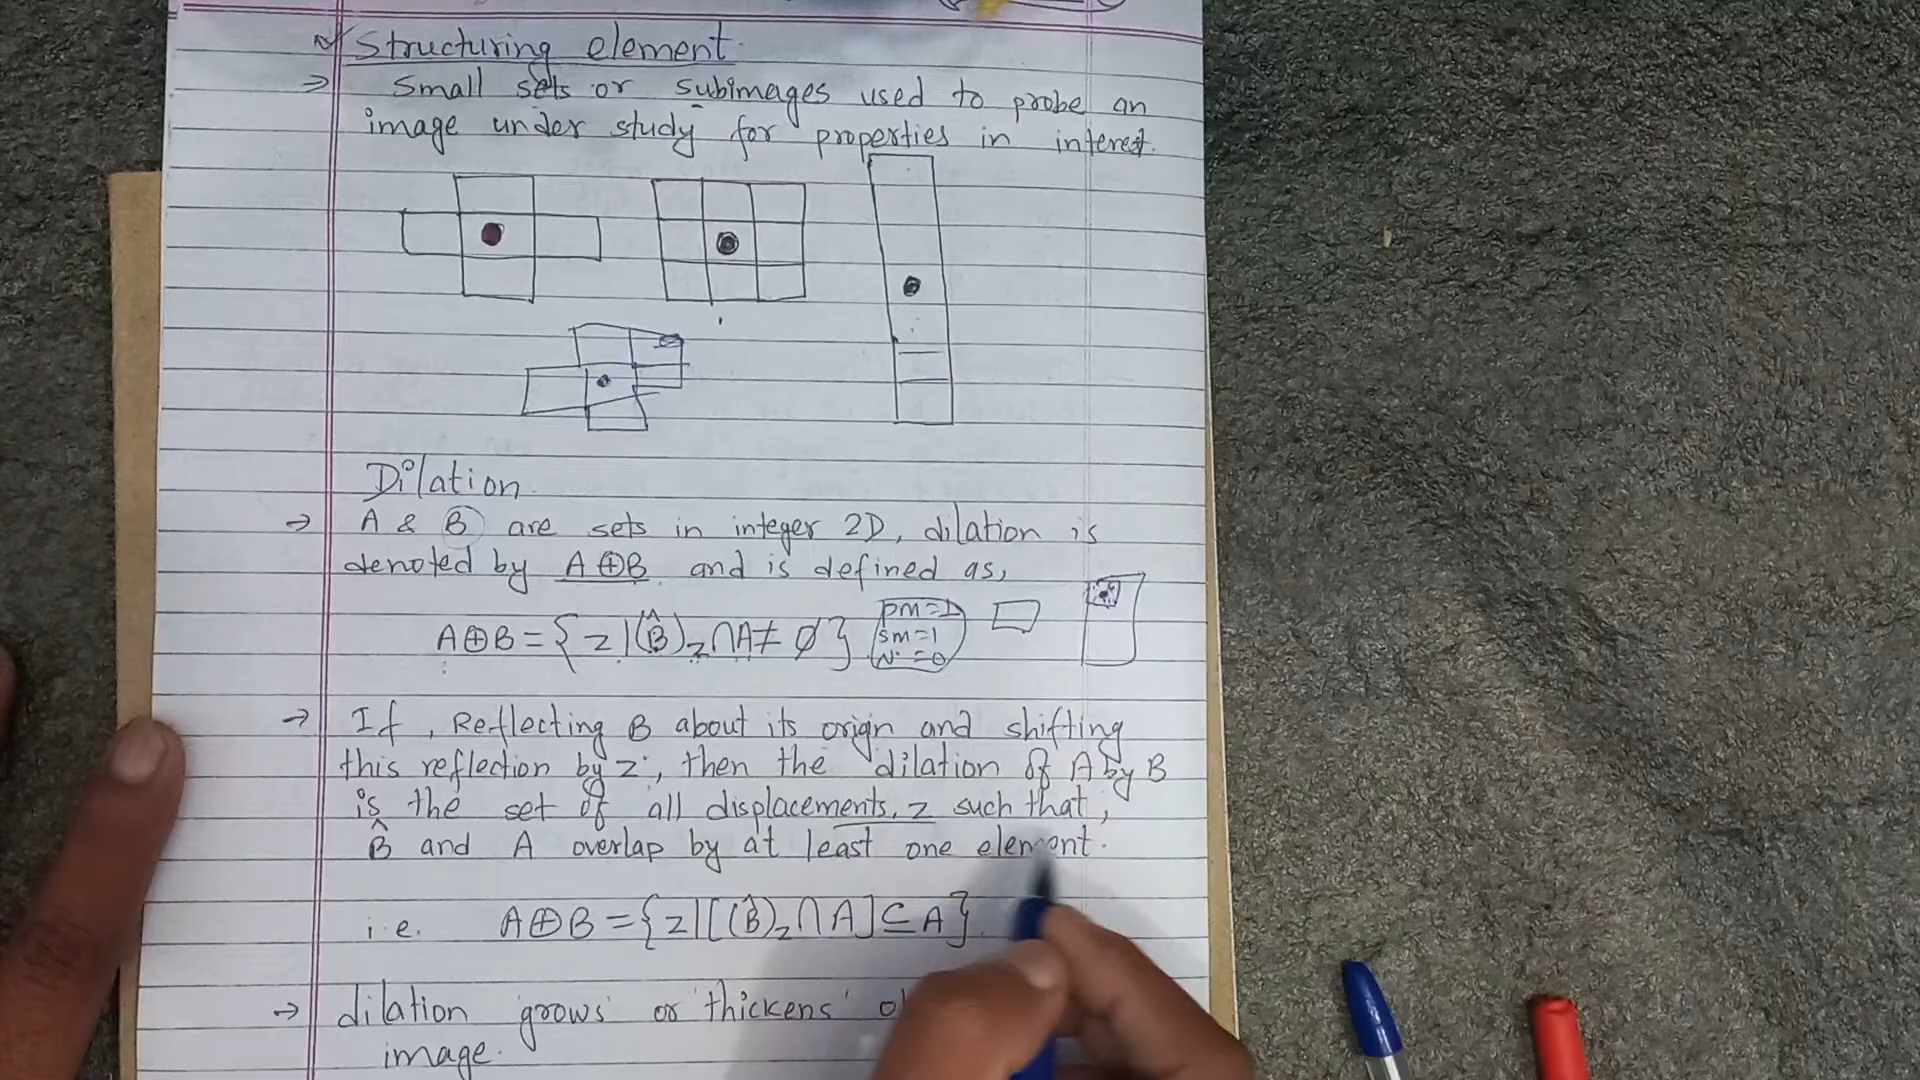 Structuring element
⇒ Small sets or subimages used to probe an
image under study for properties in interest.
Dilation
→ A & B are sets in integer 2D, dilation is
denoted by A⊕B and is defined as,
A⊕B = {z|(B̂)z∩A≠ ∅}
PM=1
SM=1
N·=0
→ If, Reflecting B about its origin and shifting
this reflection by z, then the dilation of A by B
is the set of all displacements, z such that,
B̂ and A overlap by at least one element.
i.e. A⊕B = {z|[(B̂)z∩A]⊆A}
→ dilation 'grows' or 'thickens'
image.